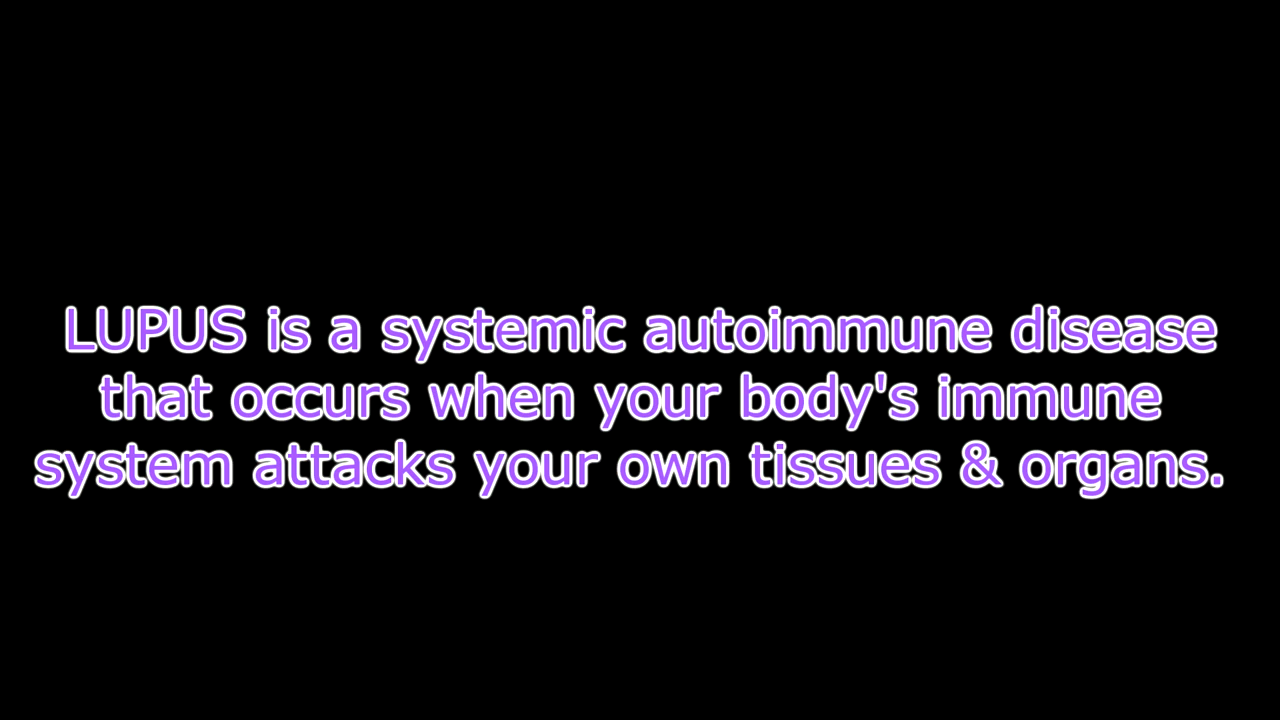 LUPUS is a systemic autoimmune disease
that occurs when your body's immune
system attacks your own tissues & organs.